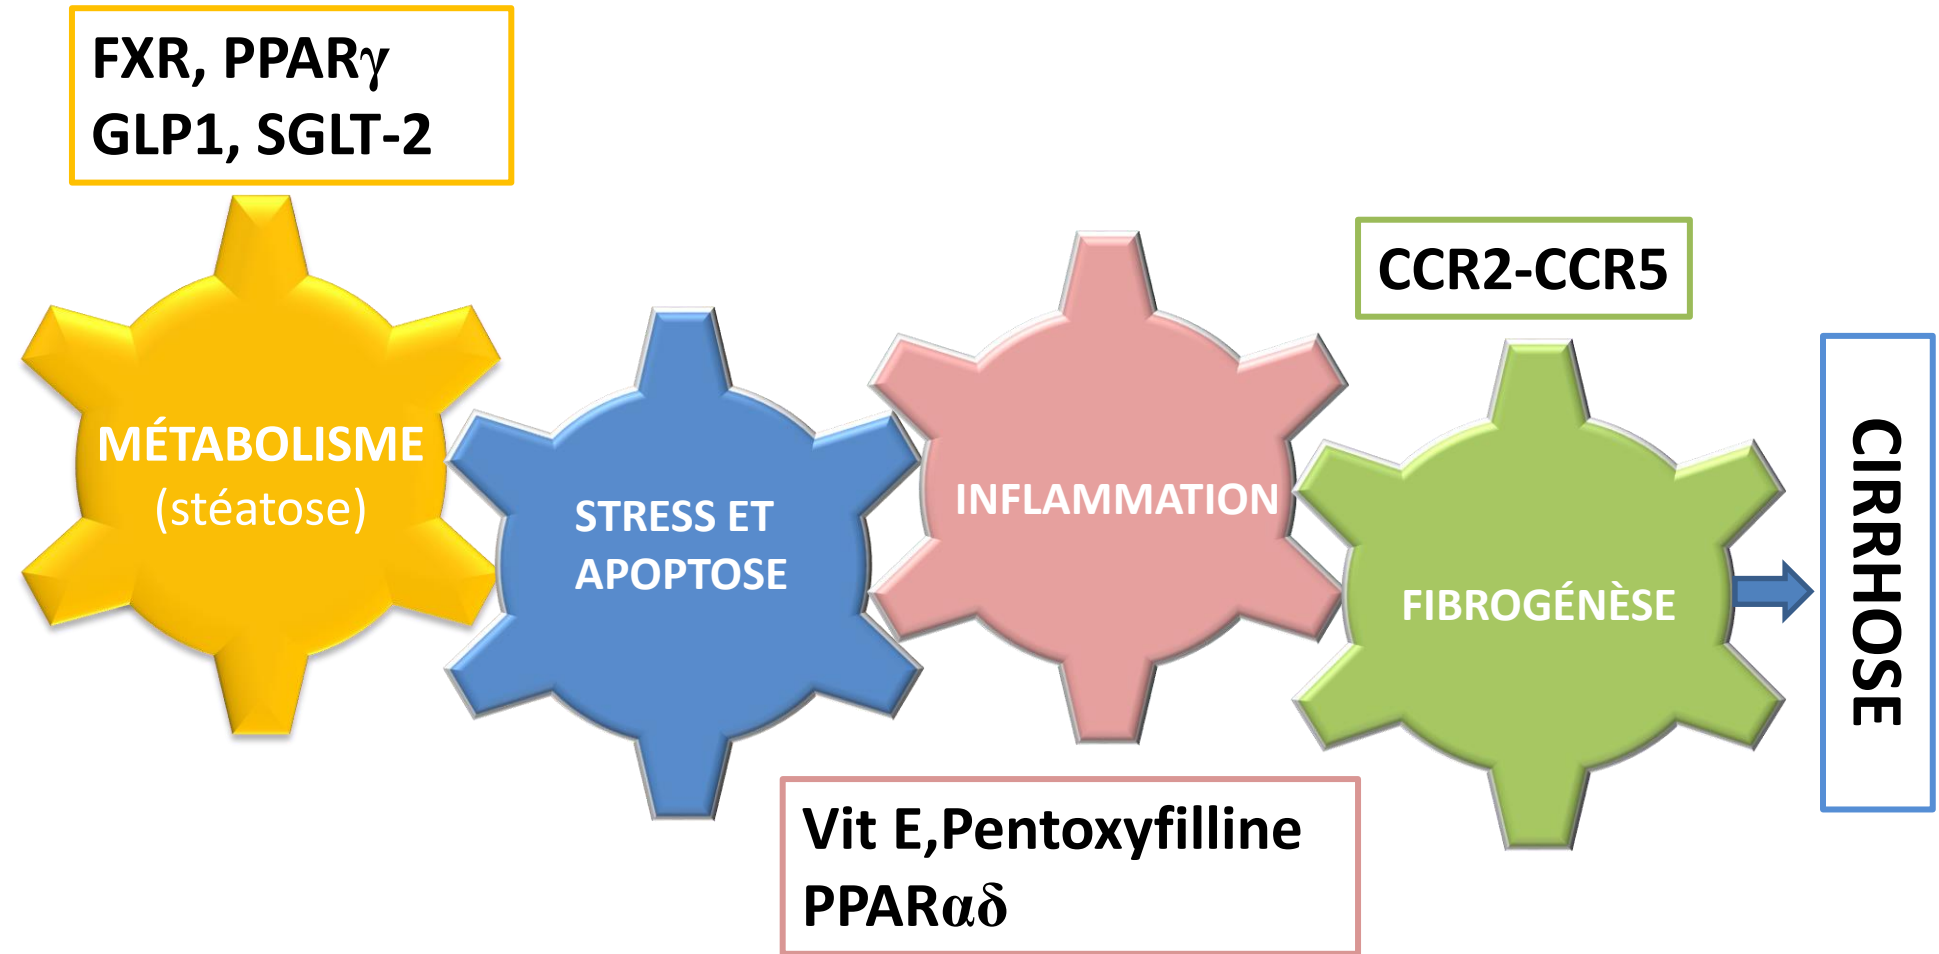 FXR, PPARγ
GLP1, SGLT-2
MÉTABOLISME
(stéatose)
STRESS ET
APOPTOSE
INFLAMMATION
Vit E,Pentoxyfilline
PPARαδ
CCR2-CCR5
FIBROGÉNÈSE
CIRRHOSE